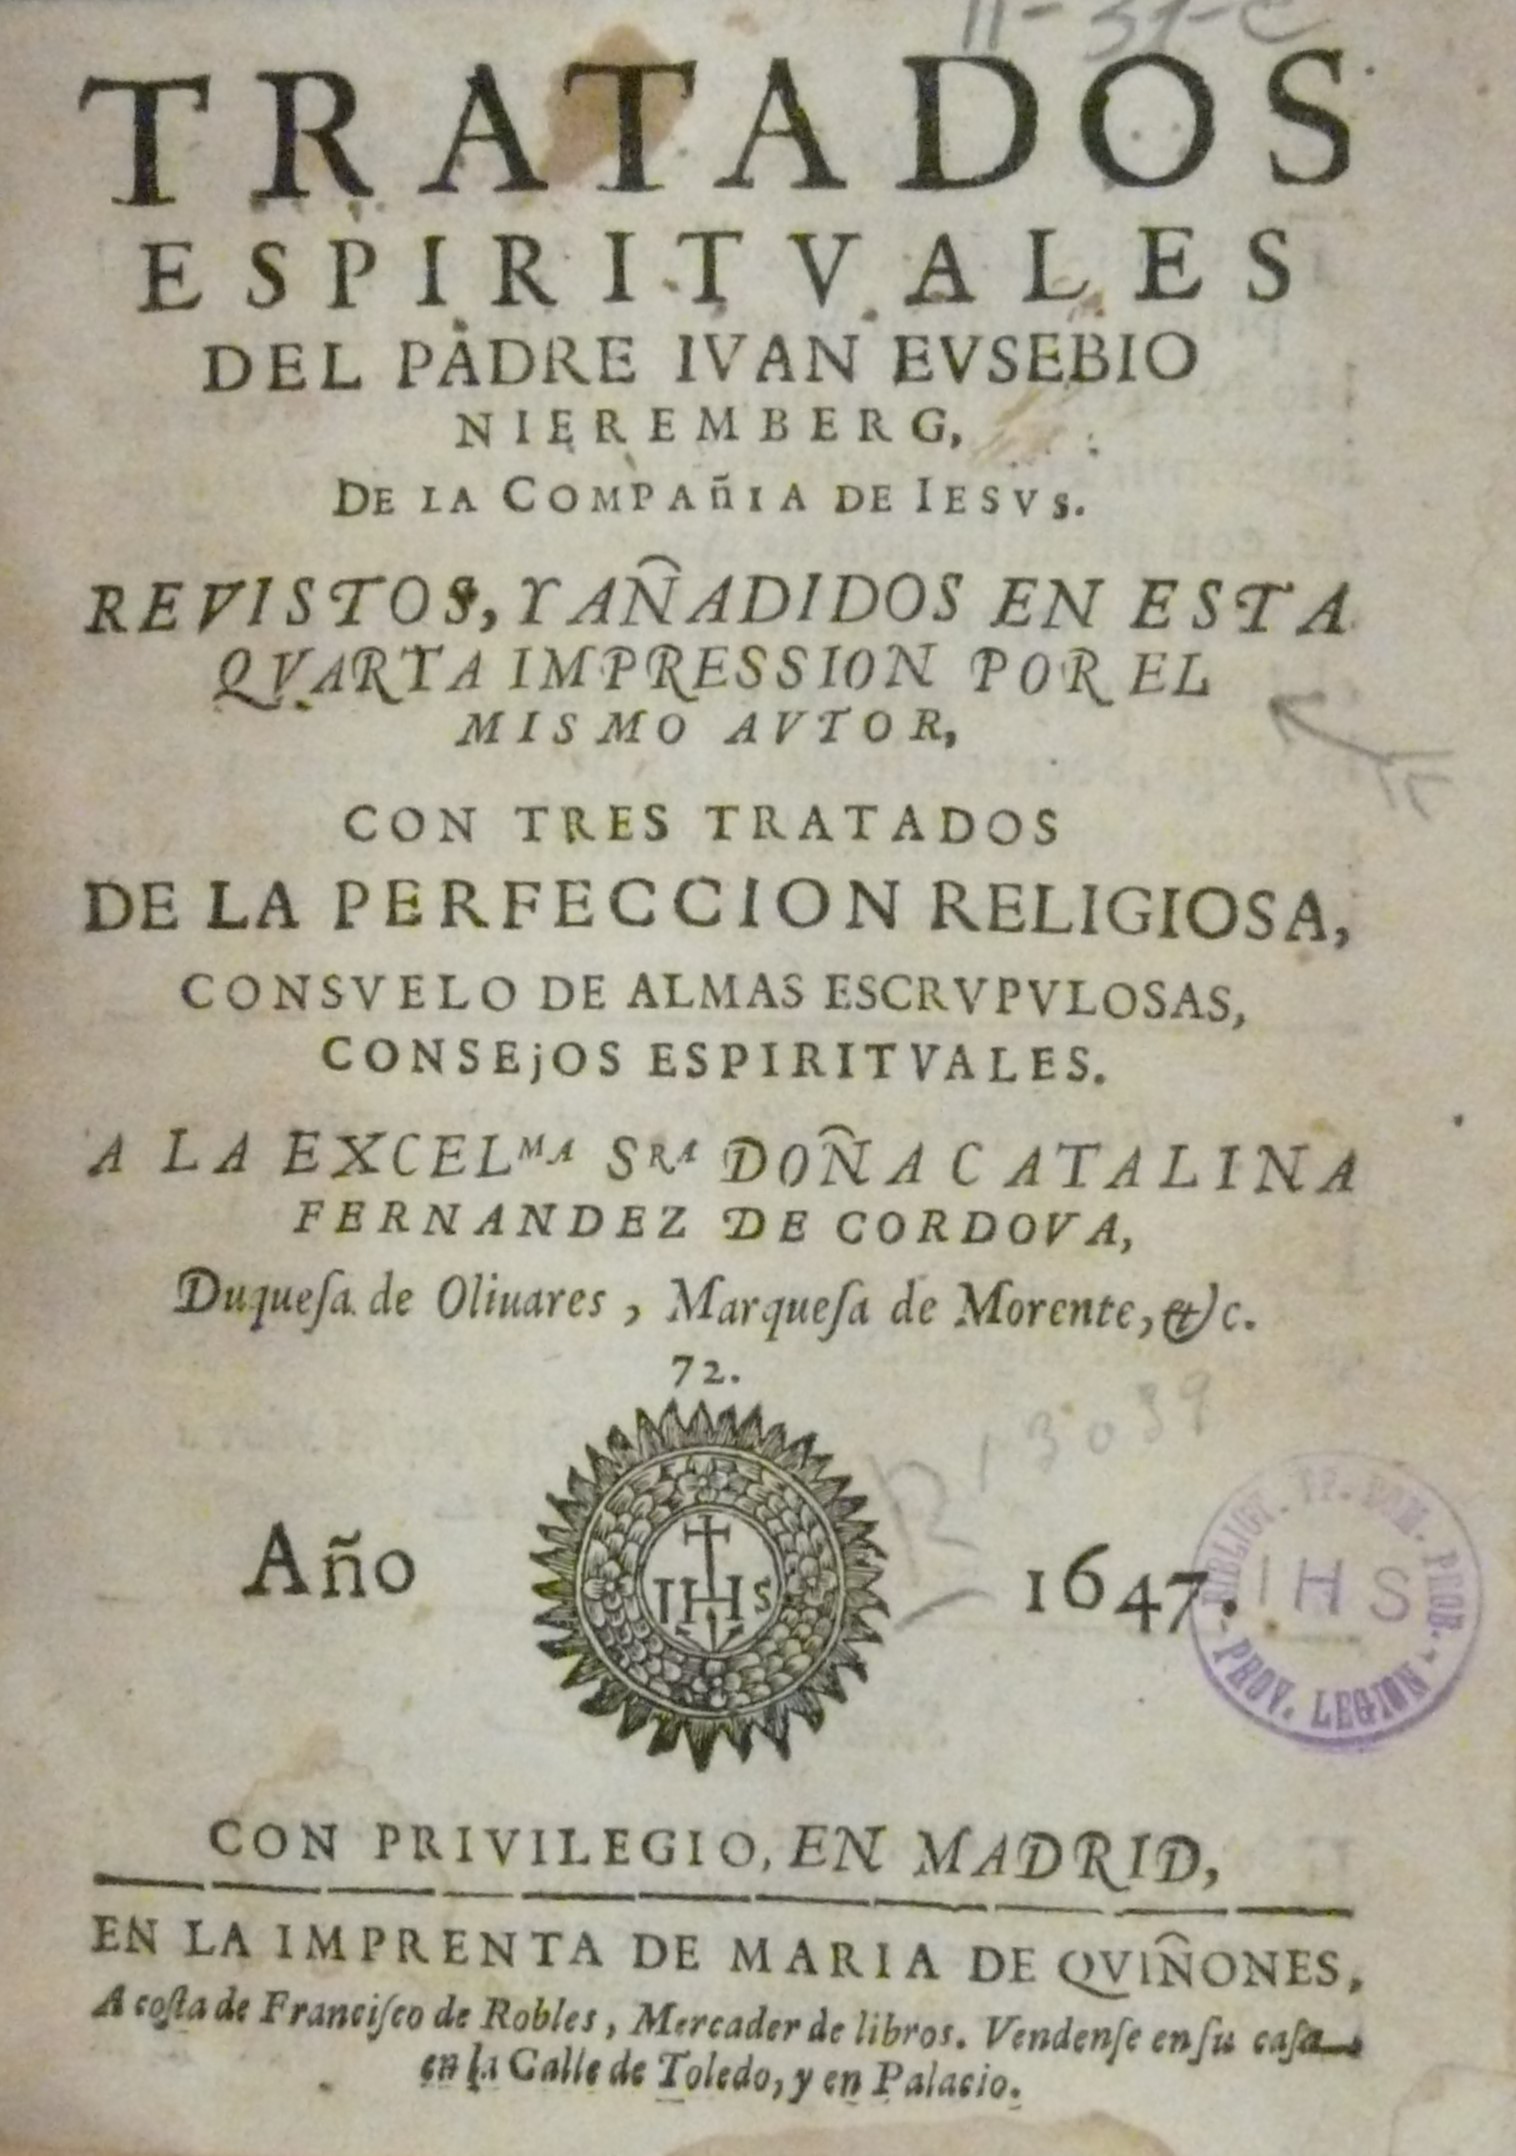 II-31-C
TRATADOS
ESPIRITVALES
DEL PADRE IVAN EVSEBIO
NIEREMBERG,
DE LA COMPAñIA DE IESVS.
REVISTOS, Y AÑADIDOS EN ESTA
QVARTA IMPRESSION POR EL
MISMO AVTOR,
CON TRES TRATADOS
DE LA PERFECCION RELIGIOSA,
CONSVELO DE ALMAS ESCRVPVLOSAS,
CONSEjOS ESPIRITVALES.
A LA EXCELMA SRA DOÑA CATALINA
FERNANDEZ DE CORDOVA,
Duqueſa de Oliuares, Marqueſa de Morente, &c.
72.
R 13039
Año
IHS
1647.
IHS
PROV. LEGION
CON PRIVILEGIO, EN MADRID,
EN LA IMPRENTA DE MARIA DE QVIÑONES,
A coſta de Franciſco de Robles, Mercader de libros. Vendenſe en ſu caſa
en la Calle de Toledo, y en Palacio.